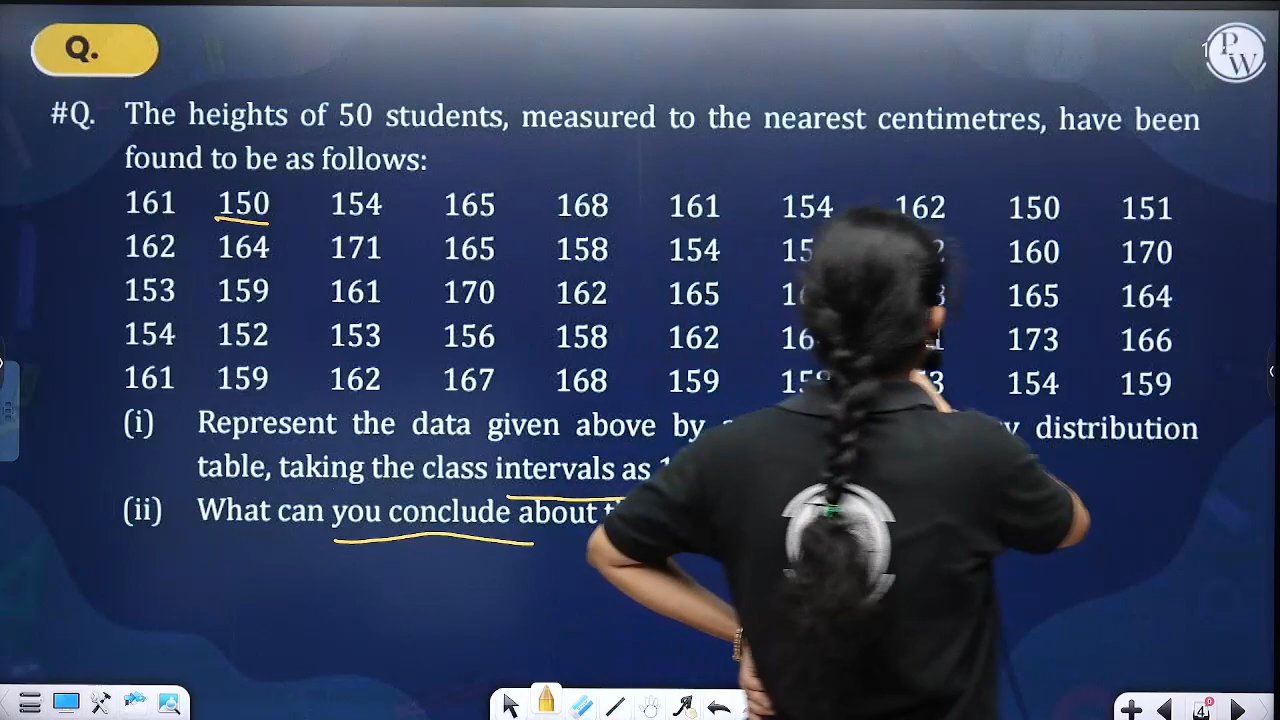 Q.
PW
#Q. The heights of 50 students, measured to the nearest centimetres, have been
found to be as follows:
161 150 154 165 168 161 154 162 150 151
162 164 171 165 158 154 160 170
153 159 161 170 162 165 165 164
154 152 153 156 158 162 173 166
161 159 162 167 168 159 154 159
(i) Represent the data given above by distribution
table, taking the class intervals as
(ii) What can you conclude about